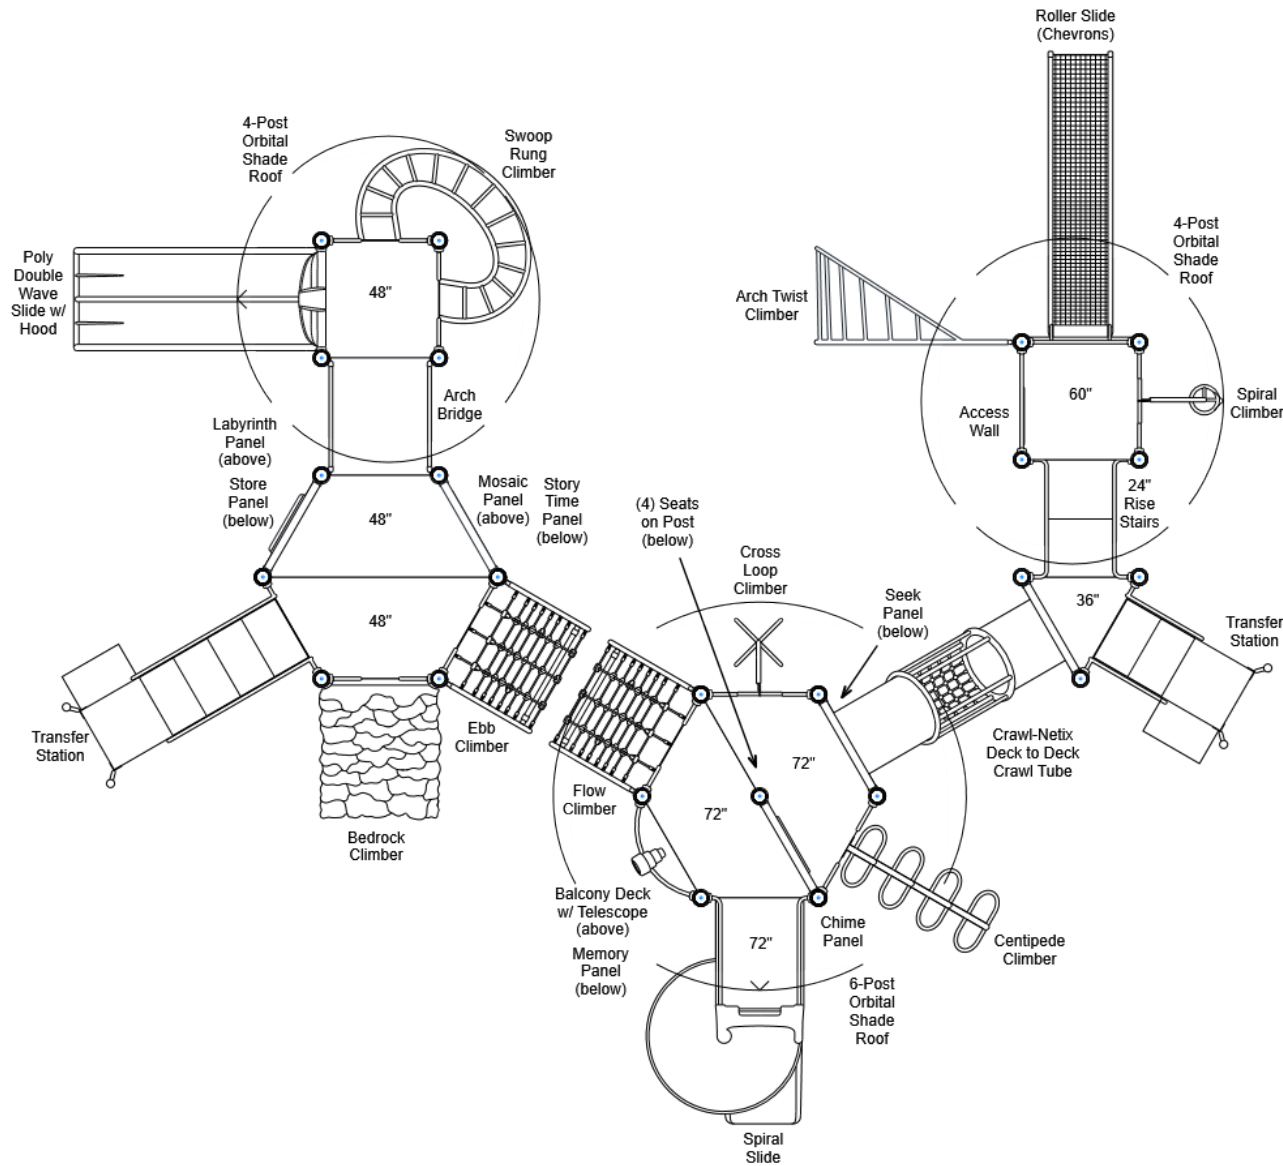 Roller Slide
(Chevrons)
4-Post
Orbital
Shade
Roof
Swoop
Rung
Climber
Poly
Double
Wave
Slide w/
Hood
48"
4-Post
Orbital
Shade
Roof
Arch Twist
Climber
60"
Spiral
Climber
Access
Wall
Arch
Bridge
Labyrinth
Panel
(above)
Store
Panel
(below)
Mosaic
Panel
(above)
Story
Time
Panel
(below)
48"
(4) Seats
on Post
(below)
24"
Rise
Stairs
Cross
Loop
Climber
Seek
Panel
(below)
36"
Transfer
Station
48"
Transfer
Station
Ebb
Climber
Bedrock
Climber
Flow
Climber
72"
72"
Crawl-Netix
Deck to Deck
Crawl Tube
Balcony Deck
w/ Telescope
(above)
Memory
Panel
(below)
72"
Chime
Panel
Centipede
Climber
6-Post
Orbital
Shade
Roof
Spiral
Slide